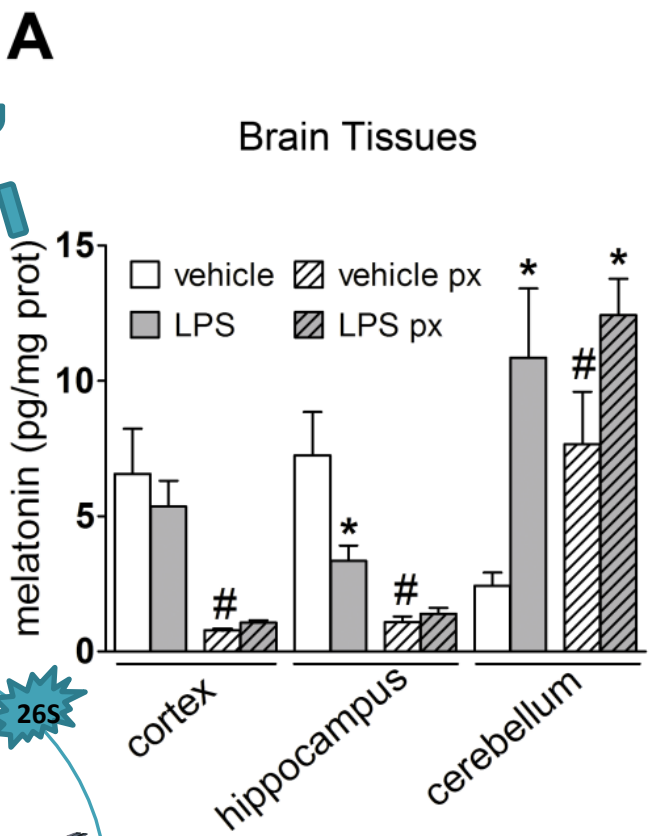 A
Brain Tissues
melatonin (pg/mg prot)
15
10
5
0
vehicle
vehicle px
LPS
LPS px
*
*
#
*
#
#
cortex
hippocampus
cerebellum
26S